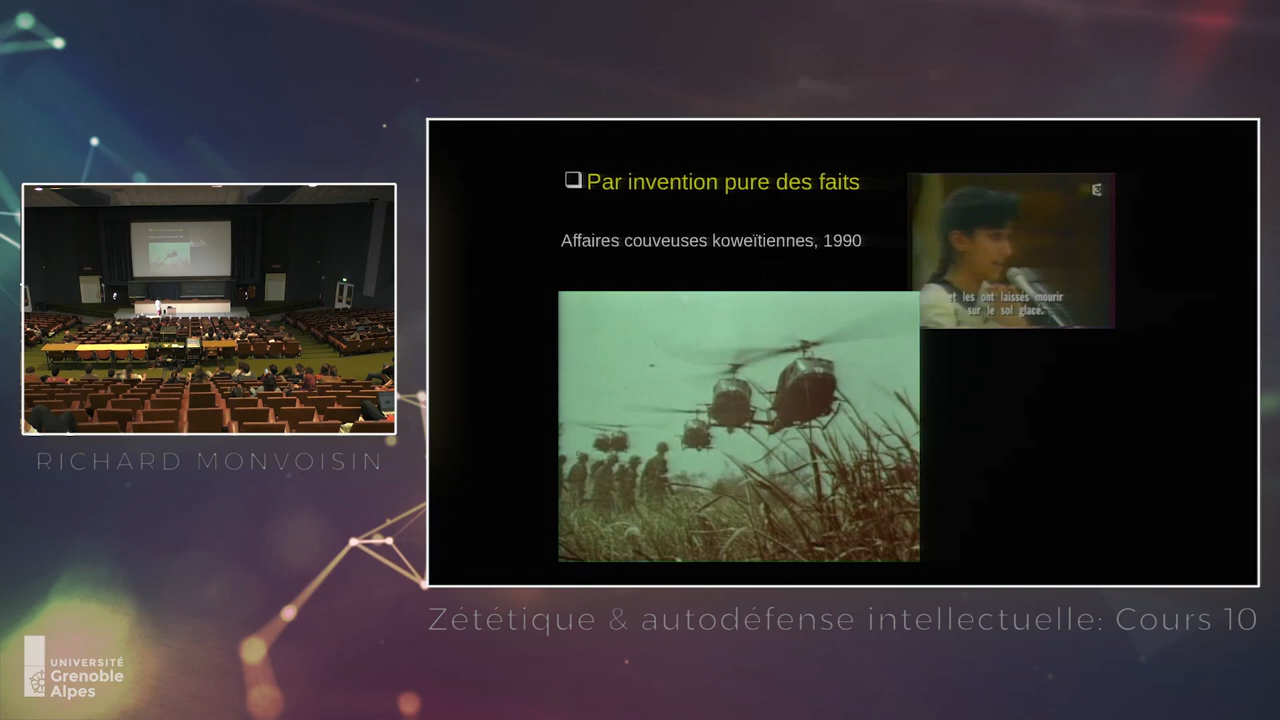 Par invention pure des faits
Affaires couveuses koweïtiennes, 1990
3
et les ont laissés mourir
sur le sol glacé.
RICHARD MONVOISIN
Zététique & autodéfense intellectuelle: Cours 10
UNIVERSITÉ
Grenoble
Alpes